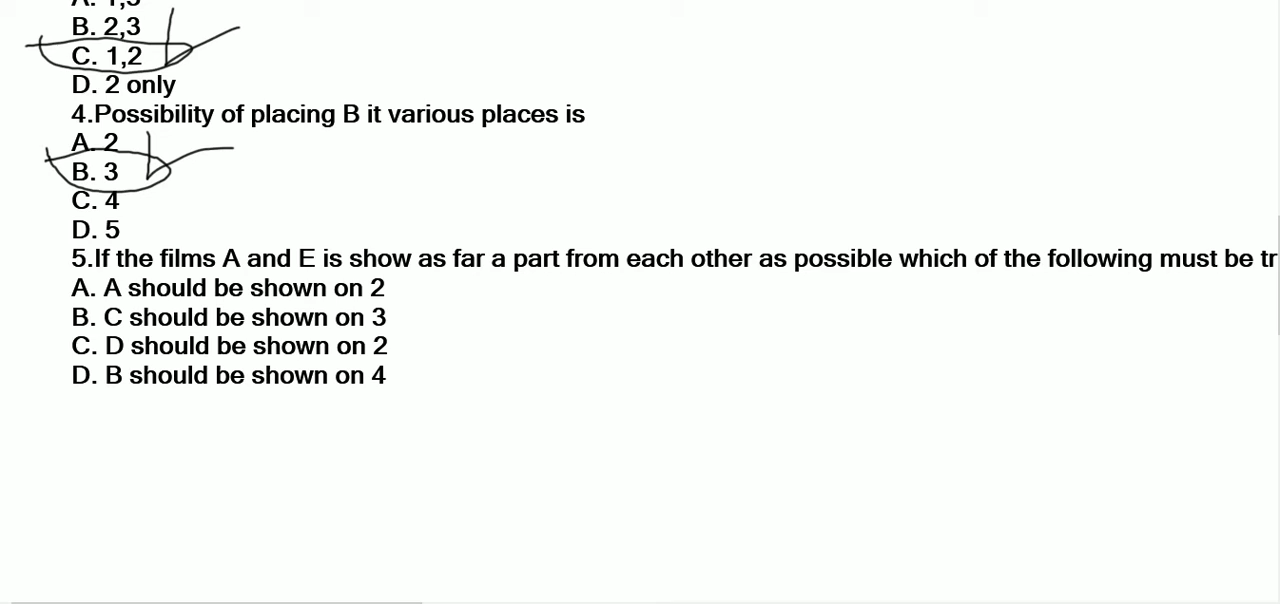 A. 1,3
B. 2,3
C. 1,2
D. 2 only
4.Possibility of placing B it various places is
A. 2
B. 3
C. 4
D. 5
5.If the films A and E is show as far a part from each other as possible which of the following must be tr
A. A should be shown on 2
B. C should be shown on 3
C. D should be shown on 2
D. B should be shown on 4